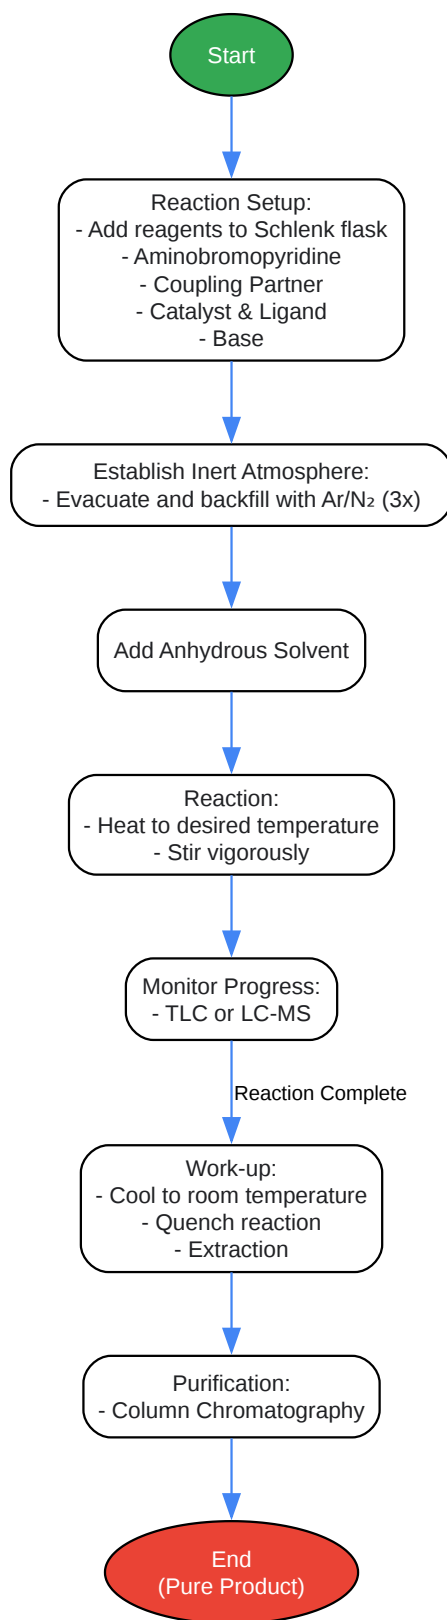 Start
Reaction Setup:
- Add reagents to Schlenk flask
- Aminobromopyridine
- Coupling Partner
- Catalyst & Ligand
- Base
Establish Inert Atmosphere:
- Evacuate and backfill with Ar/N₂ (3x)
Add Anhydrous Solvent
Reaction:
- Heat to desired temperature
- Stir vigorously
Monitor Progress:
- TLC or LC-MS
Reaction Complete
Work-up:
- Cool to room temperature
- Quench reaction
- Extraction
Purification:
- Column Chromatography
End
(Pure Product)